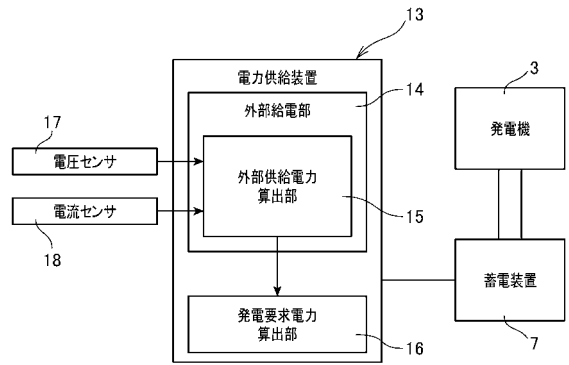 13
電力供給装置
14
外部給電部
3
発電機
17
電圧センサ
外部供給電力
算出部
15
電流センサ
18
蓄電装置
7
発電要求電力
算出部
16